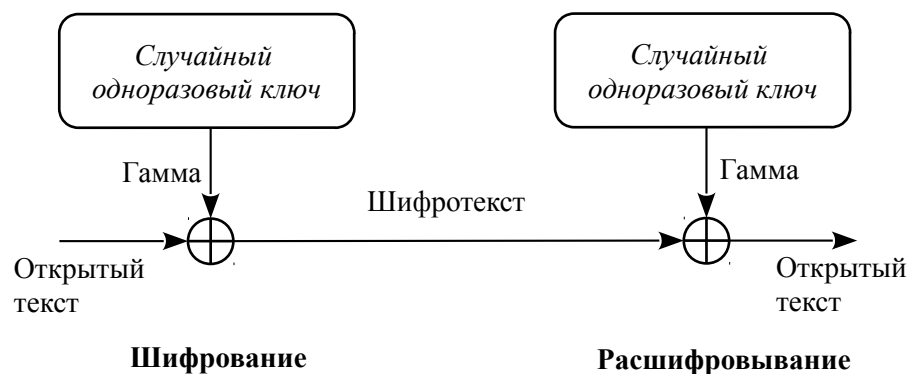 Случайный
одноразовый ключ
Случайный
одноразовый ключ
Гамма
Гамма
Шифротекст
Открытый
текст
Открытый
текст
Шифрование
Расшифровывание